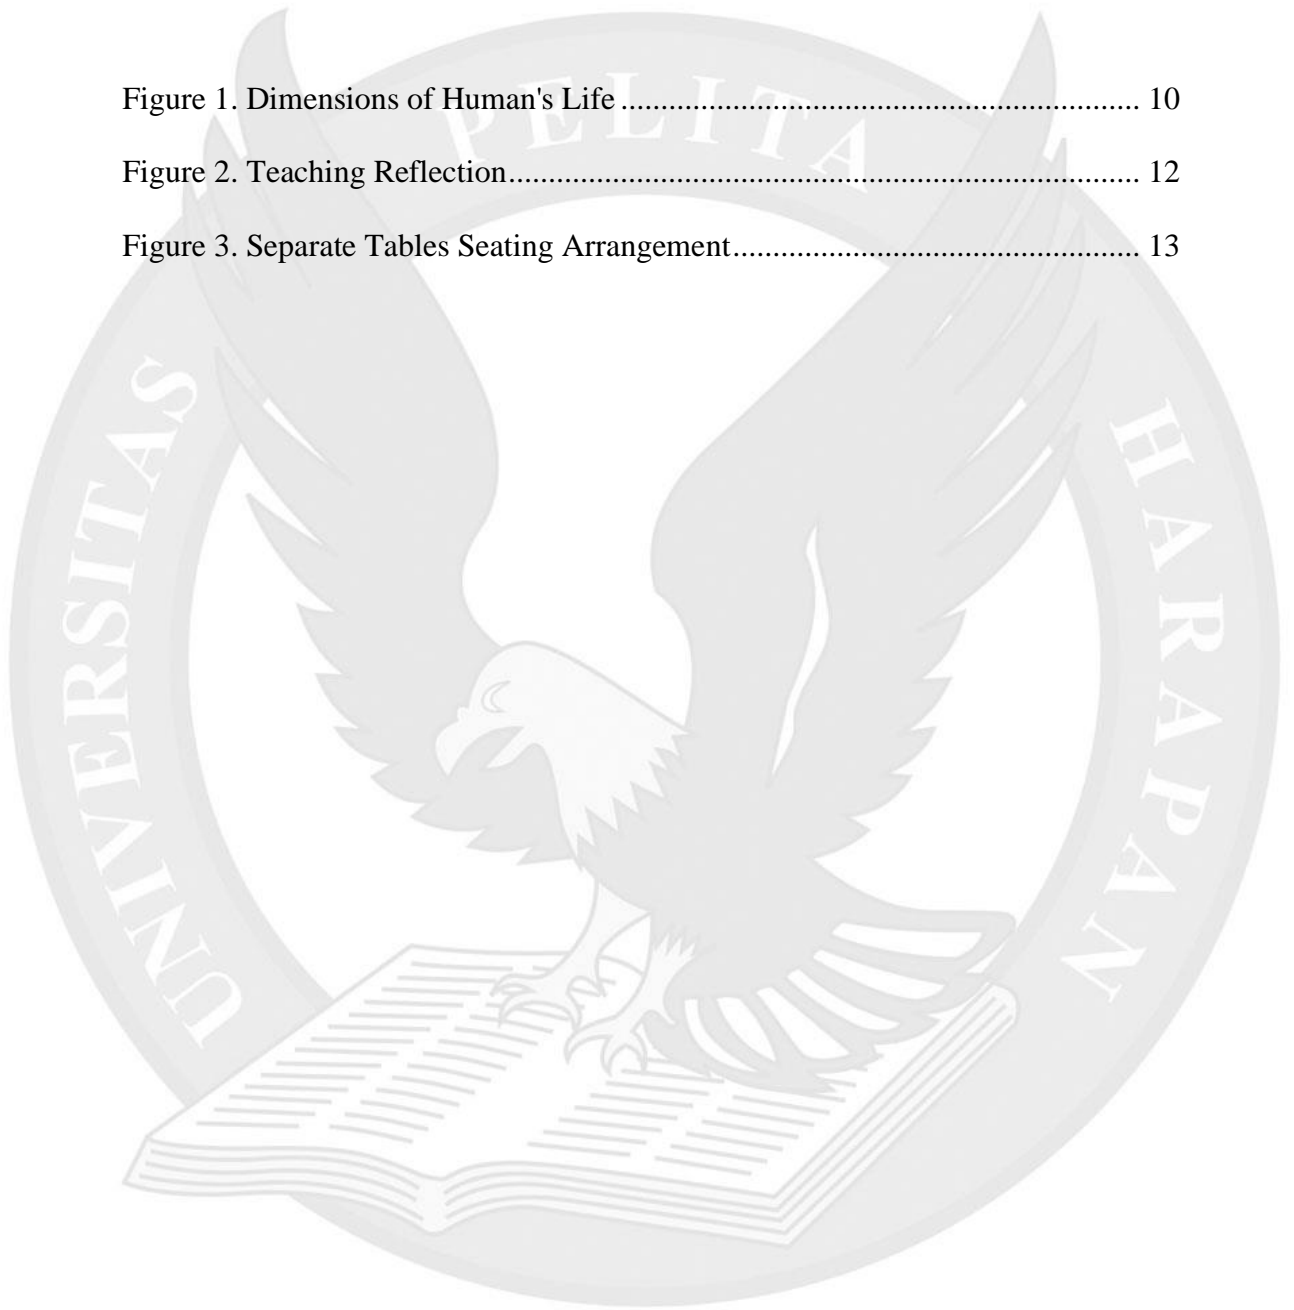 Figure 1. Dimensions of Human's Life ................................................................ 10
Figure 2. Teaching Reflection.............................................................................. 12
Figure 3. Separate Tables Seating Arrangement.................................................. 13
UNIVERSITAS PELITA HARAPAN